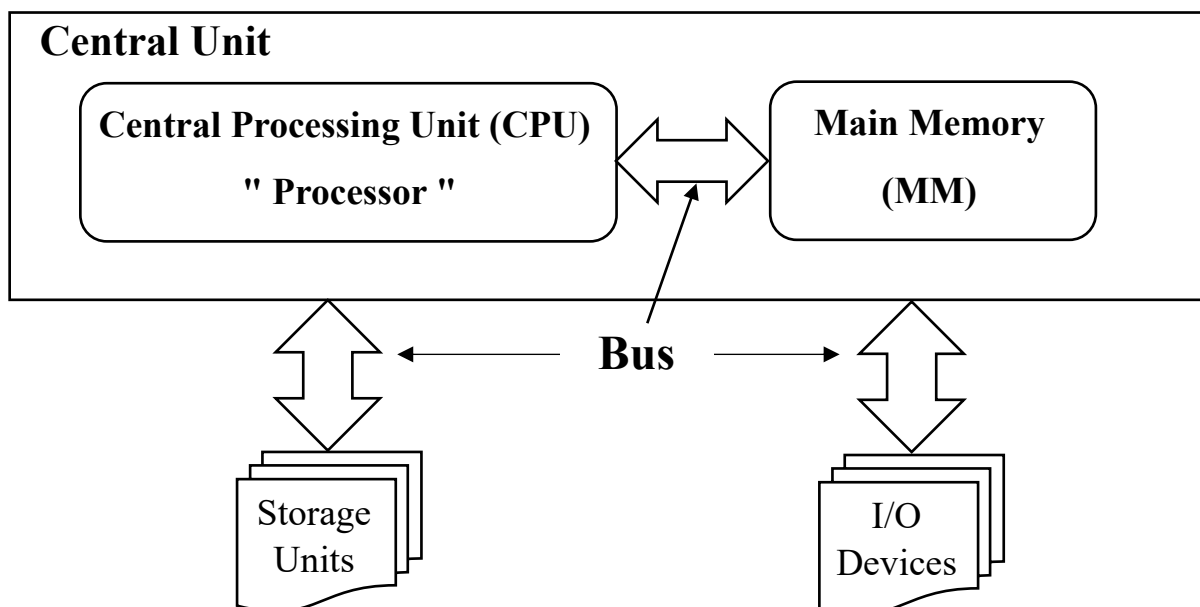 Central Unit
Central Processing Unit (CPU)
" Processor "
Main Memory
(MM)
Bus
Storage
Units
I/O
Devices